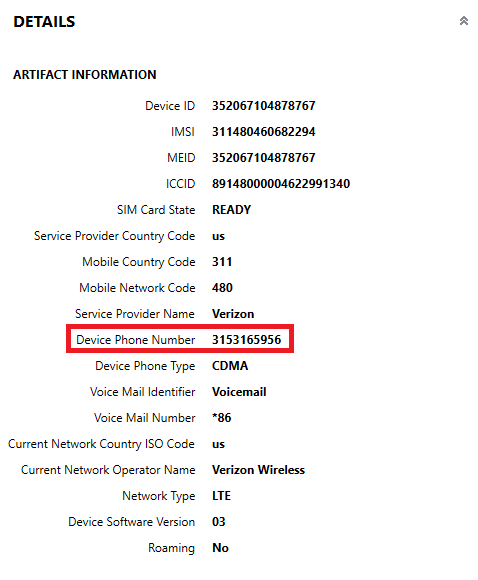 DETAILS
ARTIFACT INFORMATION
Device ID 352067104878767
IMSI 311480460682294
MEID 352067104878767
ICCID 89148000004622991340
SIM Card State READY
Service Provider Country Code us
Mobile Country Code 311
Mobile Network Code 480
Service Provider Name Verizon
Device Phone Number 3153165956
Device Phone Type CDMA
Voice Mail Identifier Voicemail
Voice Mail Number *86
Current Network Country ISO Code us
Current Network Operator Name Verizon Wireless
Network Type LTE
Device Software Version 03
Roaming No